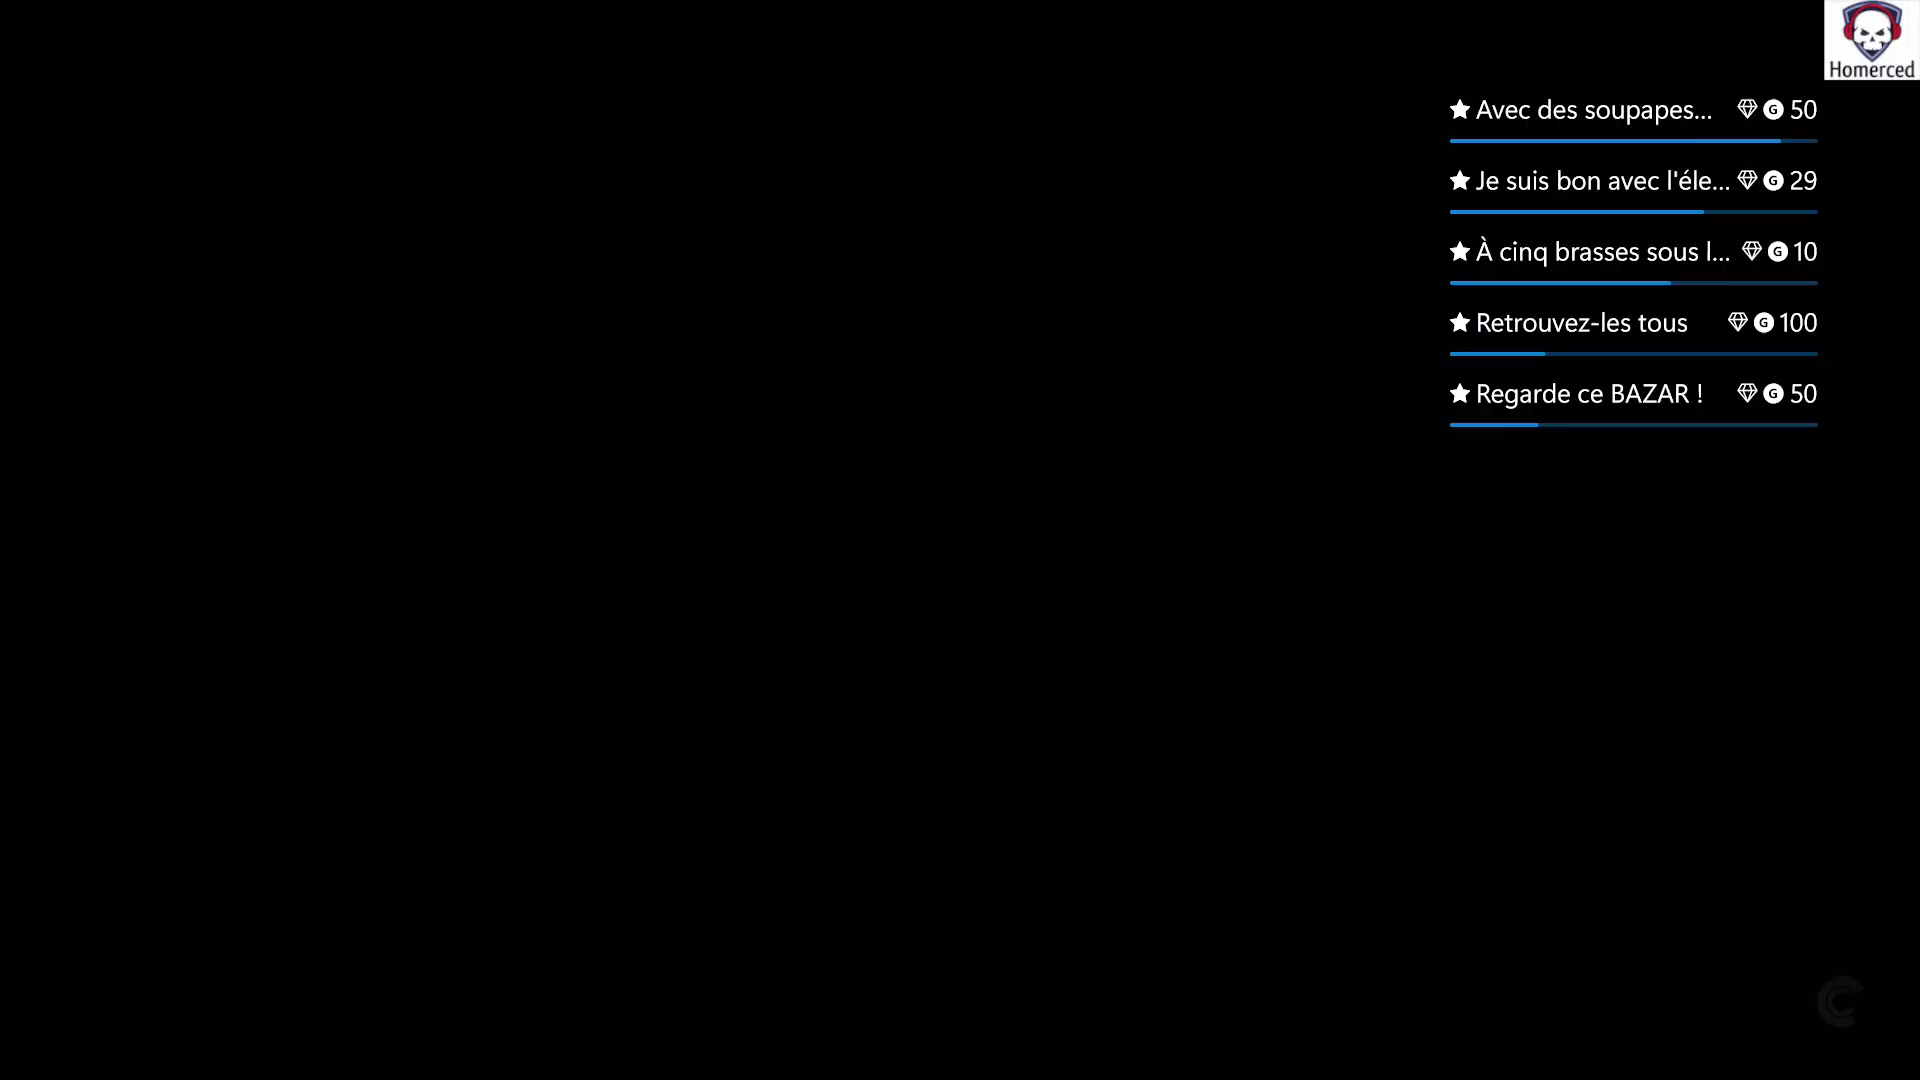 Homerced
Avec des soupapes... G 50
Je suis bon avec l'éle... G 29
À cinq brasses sous l... G 10
Retrouvez-les tous G 100
Regarde ce BAZAR ! G 50